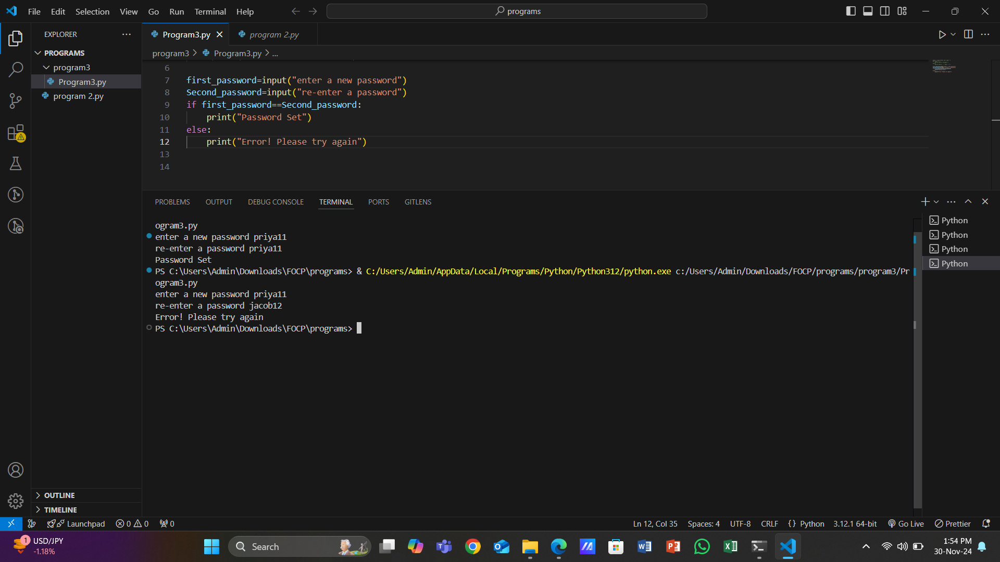 File Edit Selection View Go Run Terminal Help
programs
EXPLORER
PROGRAMS
program3
Program3.py
program 2.py
Program3.py
program 2.py
program3 > Program3.py > ...
6
7 first_password=input("enter a new password")
8 Second_password=input("re-enter a password")
9 if first_password==Second_password:
10 print("Password Set")
11 else:
12 print("Error! Please try again")
13
14
PROBLEMS OUTPUT DEBUG CONSOLE TERMINAL PORTS GITLENS
ogram3.py
enter a new password priya11
re-enter a password priya11
Password Set
PS C:\Users\Admin\Downloads\FOCP\programs> & C:/Users/Admin/AppData/Local/Programs/Python/Python312/python.exe c:/Users/Admin/Downloads/FOCP/programs/program3/Pr
ogram3.py
enter a new password priya11
re-enter a password jacob12
Error! Please try again
PS C:\Users\Admin\Downloads\FOCP\programs>
Python
Python
Python
Python
OUTLINE
TIMELINE
Launchpad 0 0 0 Ln 12, Col 35 Spaces: 4 UTF-8 CRLF {} Python 3.12.1 64-bit Go Live Prettier
1
USD/JPY
-1.18%
Search
1:54 PM
30-Nov-24